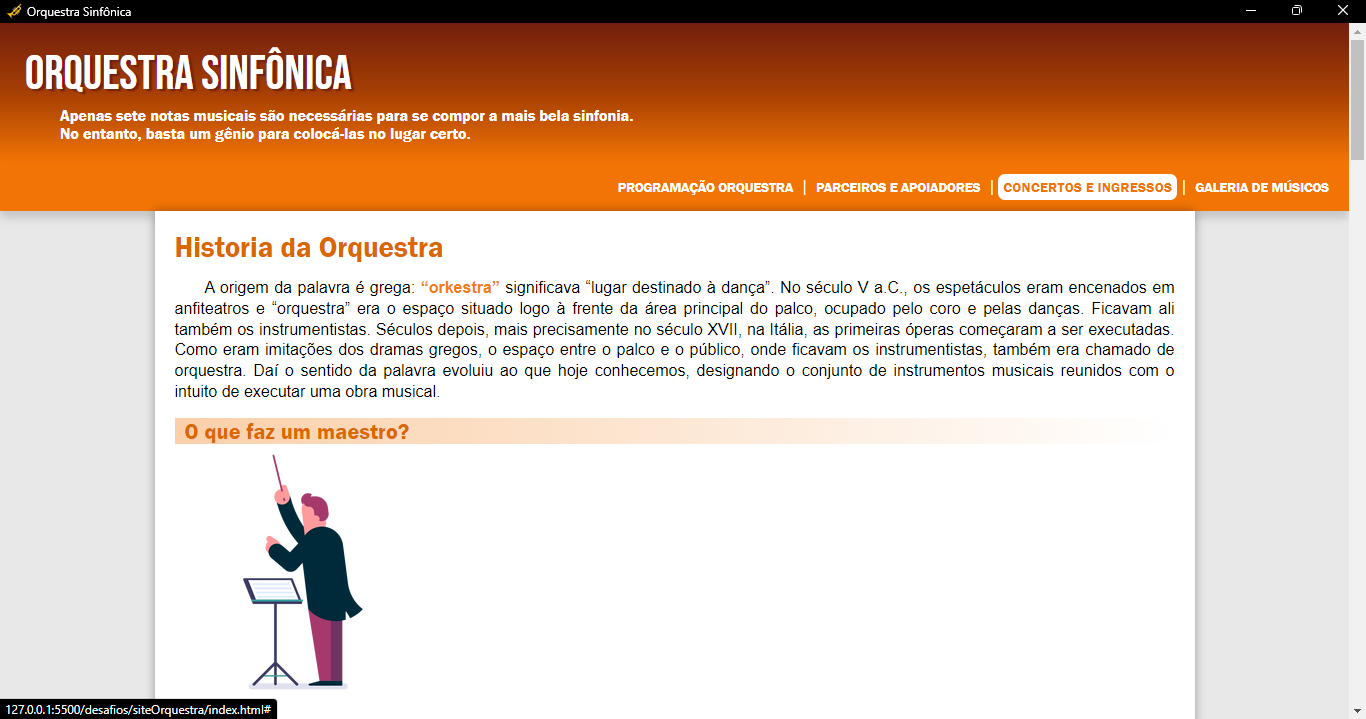 Orquestra Sinfônica
ORQUESTRA SINFÔNICA
Apenas sete notas musicais são necessárias para se compor a mais bela sinfonia.
No entanto, basta um gênio para colocá-las no lugar certo.
PROGRAMAÇÃO ORQUESTRA | PARCEIROS E APOIADORES | CONCERTOS E INGRESSOS | GALERIA DE MÚSICOS
Historia da Orquestra
A origem da palavra é grega: “orkestra” significava “lugar destinado à dança”. No século V a.C., os espetáculos eram encenados em
anfiteatros e “orquestra” era o espaço situado logo à frente da área principal do palco, ocupado pelo coro e pelas danças. Ficavam ali
também os instrumentistas. Séculos depois, mais precisamente no século XVII, na Itália, as primeiras óperas começaram a ser executadas.
Como eram imitações dos dramas gregos, o espaço entre o palco e o público, onde ficavam os instrumentistas, também era chamado de
orquestra. Daí o sentido da palavra evoluiu ao que hoje conhecemos, designando o conjunto de instrumentos musicais reunidos com o
intuito de executar uma obra musical.
O que faz um maestro?
127.0.0.1:5500/desafios/siteOrquestra/index.html#